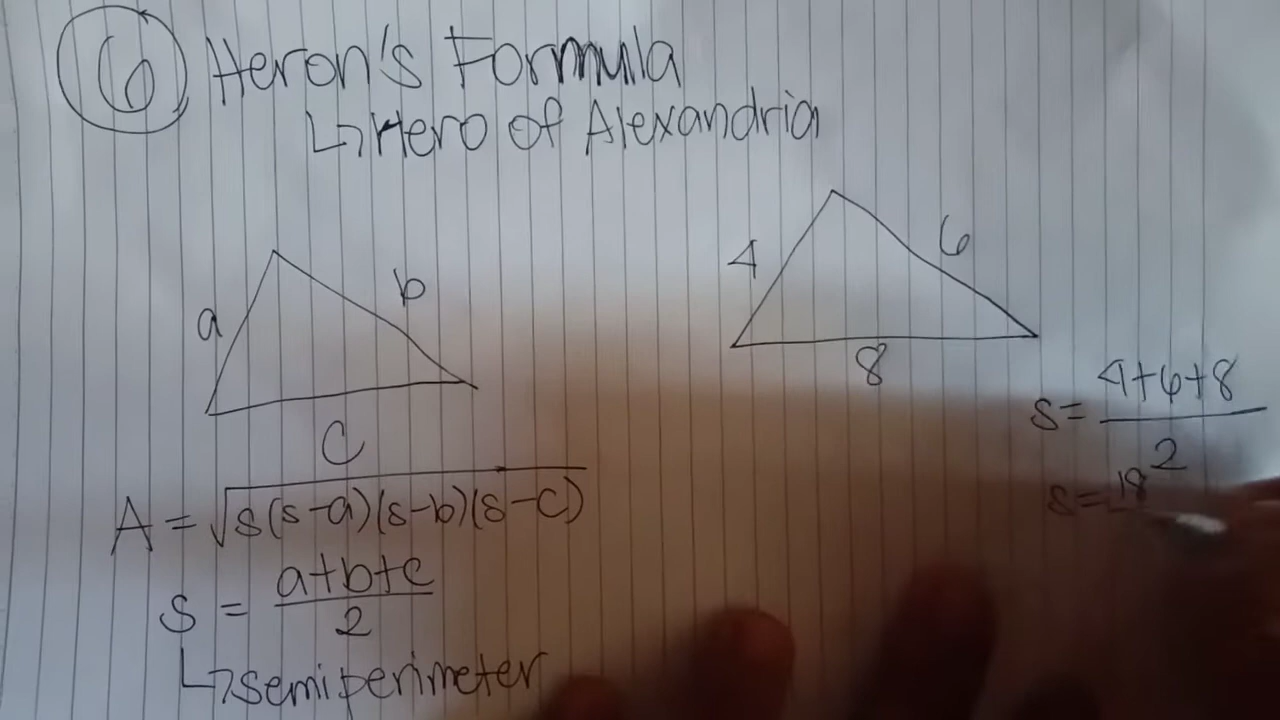 6 Heron's Formula
↳ Hero of Alexandria
a
b
c
4
6
8
A = √s(s-a)(s-b)(s-c)
s = a+b+c
2
↳ semiperimeter
s = 4+6+8
2
s = 18